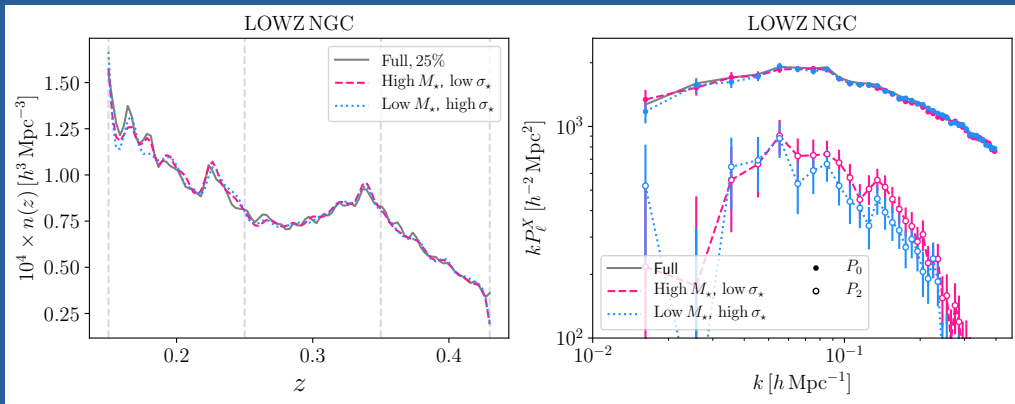 LOWZ NGC
Full, 25%
High M⋆, low σ⋆
Low M⋆, high σ⋆
10⁴ × n(z) [h³ Mpc⁻³]
1.50
1.25
1.00
0.75
0.50
0.25
0.2
0.3
0.4
z
LOWZ NGC
kP_ℓ^X [h⁻² Mpc²]
10³
10²
Full
High M⋆, low σ⋆
Low M⋆, high σ⋆
P₀
P₂
10⁻²
10⁻¹
k [h Mpc⁻¹]